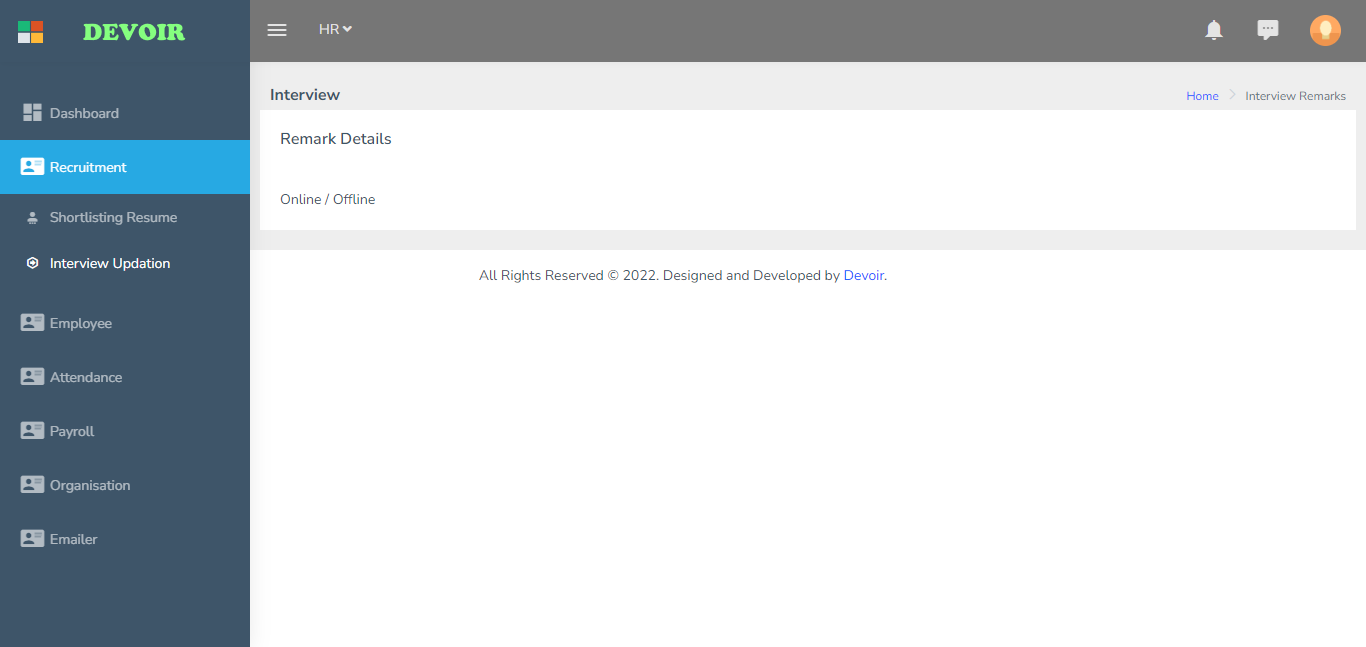 DEVOIR
HR
Dashboard
Recruitment
Shortlisting Resume
Interview Updation
Employee
Attendance
Payroll
Organisation
Emailer
Interview
Home Interview Remarks
Remark Details
Online / Offline
All Rights Reserved © 2022. Designed and Developed by Devoir.